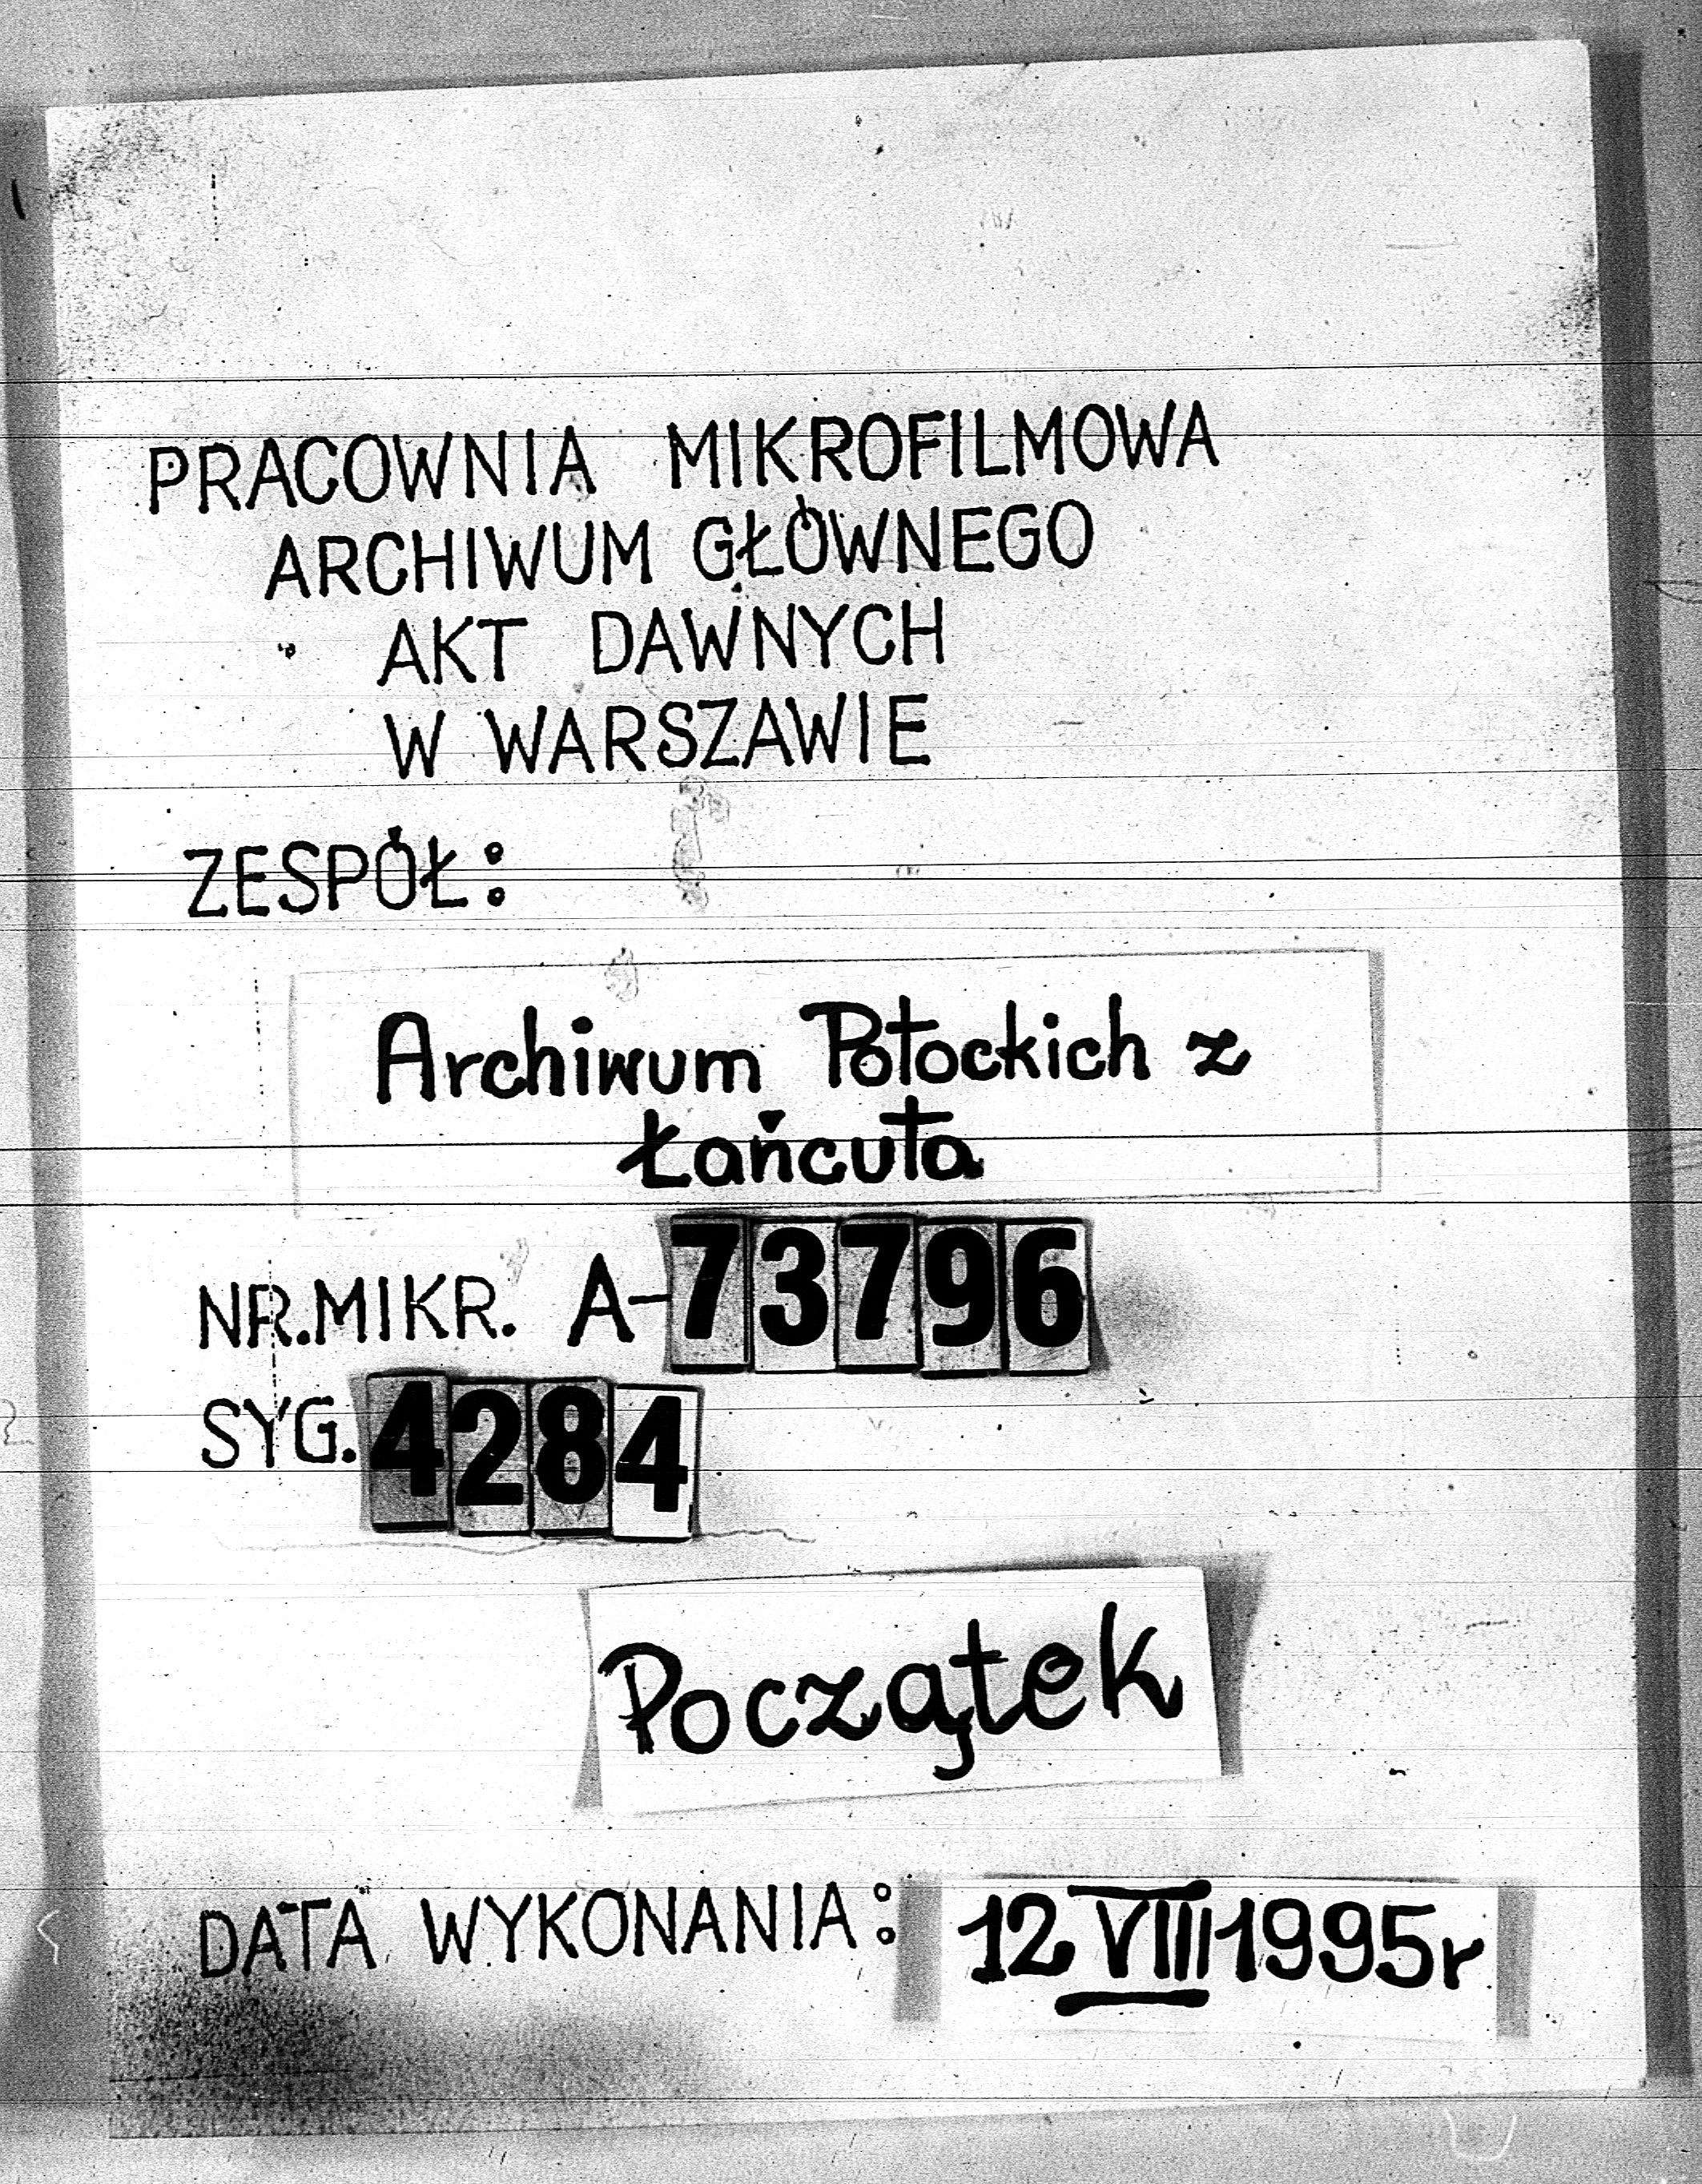 PRACOWNIA MIKROFILMOWA
ARCHIWUM GŁÓWNEGO
AKT DAWNYCH
W WARSZAWIE
ZESPÓŁ:
Archiwum Potockich z
Łańcuta
NR.MIKR. A-73796
SYG. 4284
Początek
DATA WYKONANIA: 12 VIII 1995r